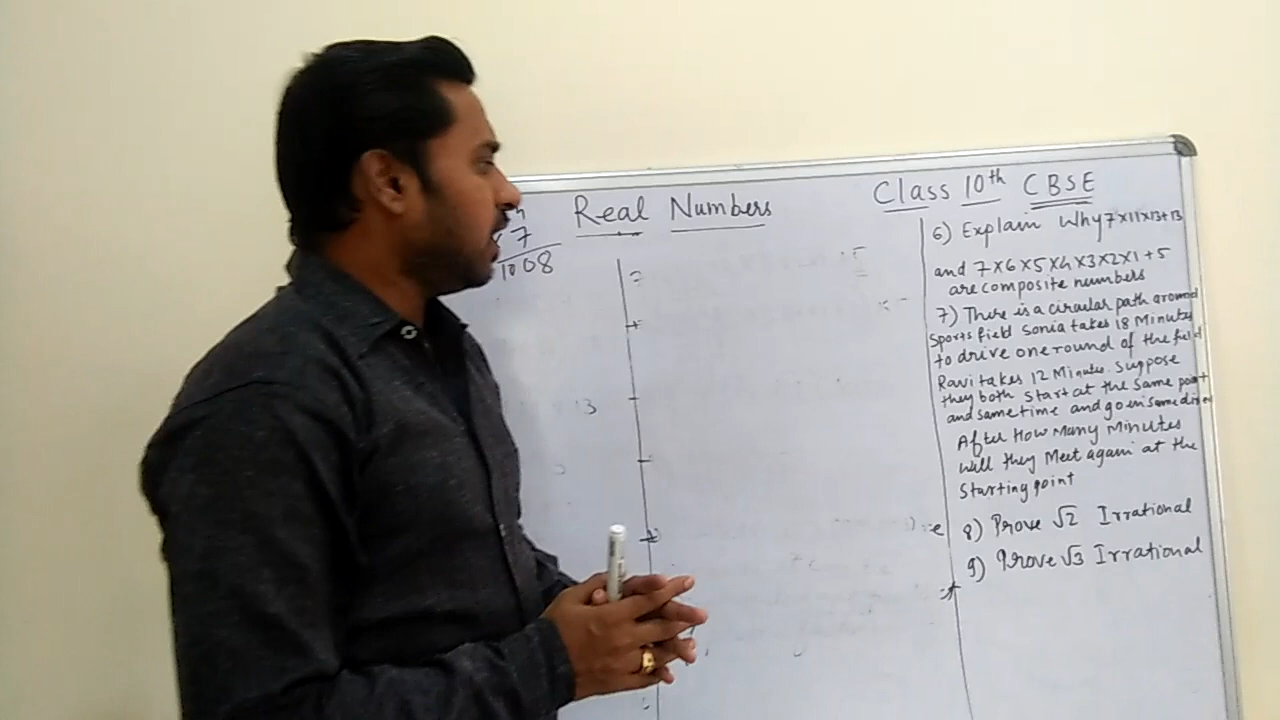 Real Numbers
Class 10th CBSE
7
1008
13
6) Explain Why 7×11×13+13
and 7×6×5×4×3×2×1+5
are composite numbers
7) There is a circular path around
Sports field Sonia takes 18 Minutes
to drive one round of the field
Ravi takes 12 Minutes. Suppose
they both start at the same point
and same time and go in same direc
After How Many Minutes
will they Meet again at the
Starting point
8) Prove √2 Irrational
9) Prove √3 Irrational